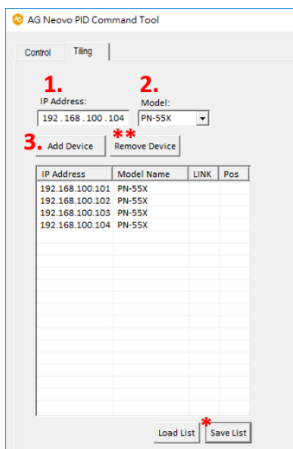 AG Neovo PID Command Tool
Control Tiling
1. 2.
IP Address: Model:
192 .168 .100 .104 PN-55X
3. Add Device ** Remove Device
IP Address Model Name LINK Pos
192.168.100.101 PN-55X
192.168.100.102 PN-55X
192.168.100.103 PN-55X
192.168.100.104 PN-55X
Load List * Save List